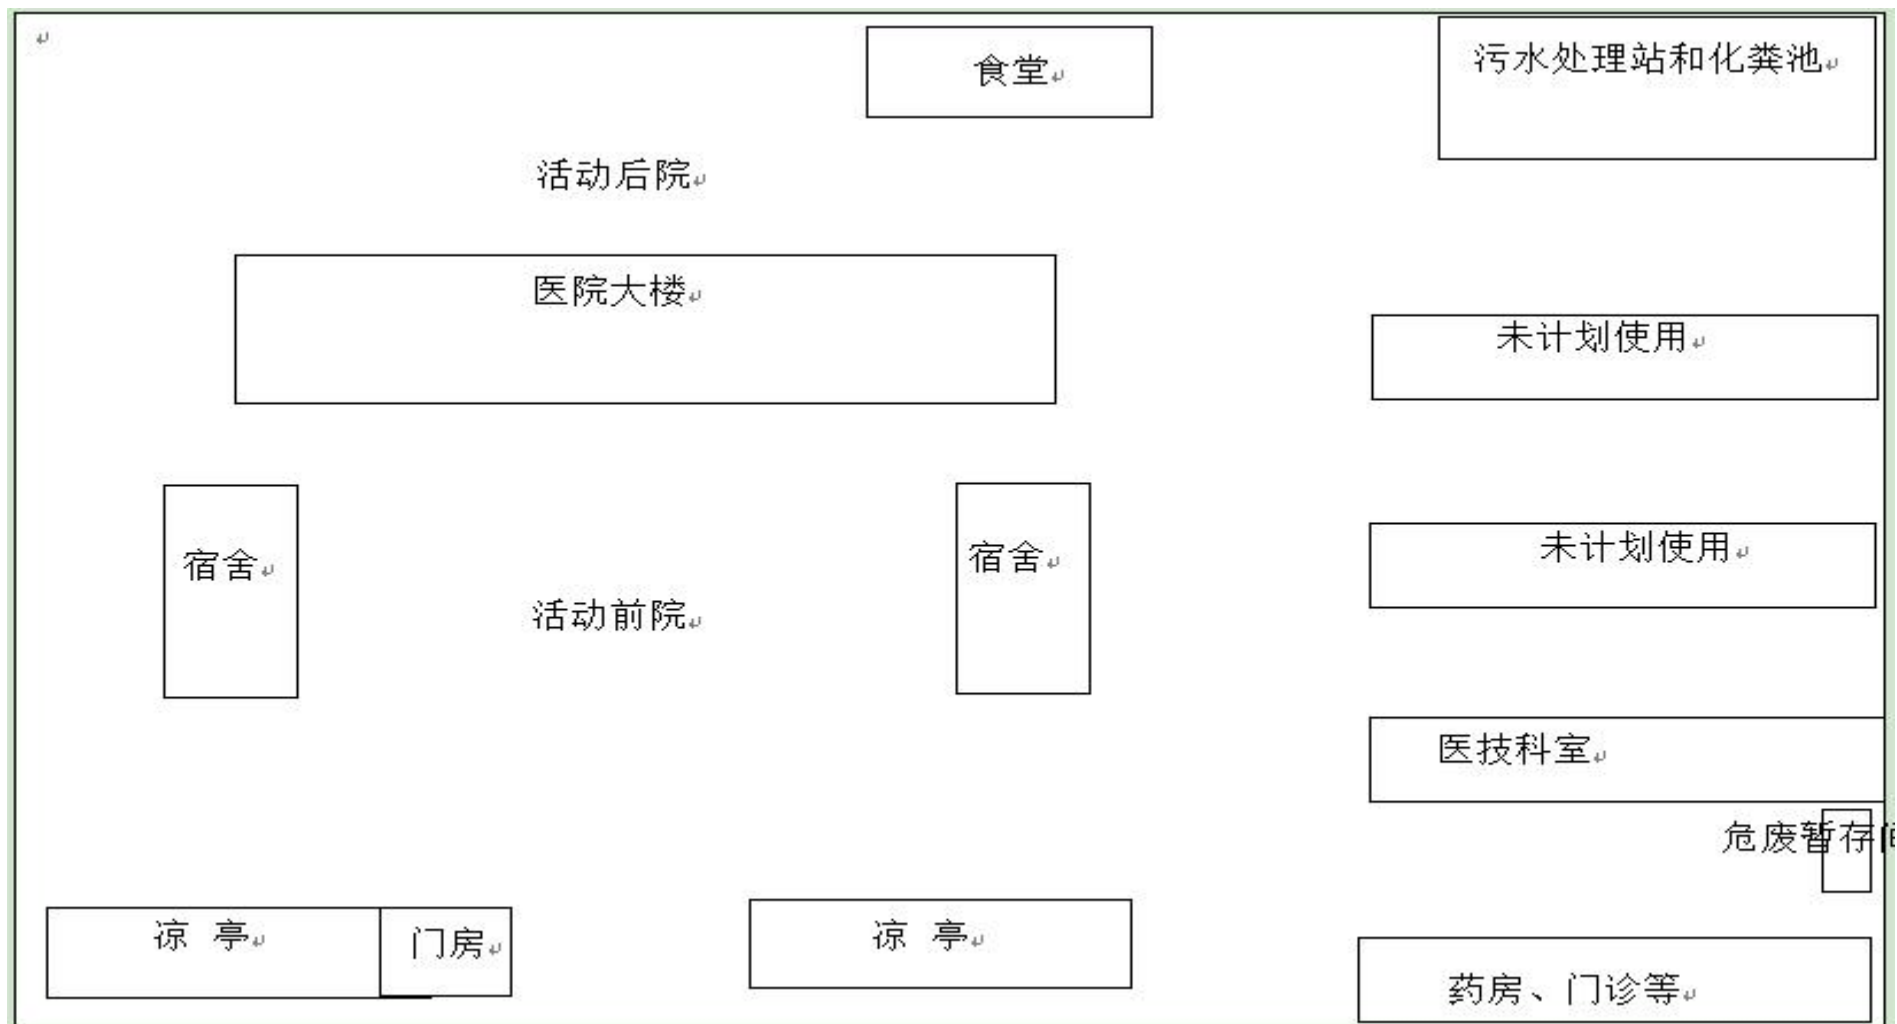 食堂
污水处理站和化粪池
活动后院
医院大楼
未计划使用
宿舍
宿舍
未计划使用
活动前院
医技科室
危废暂存间
凉 亭
门房
凉 亭
药房、门诊等